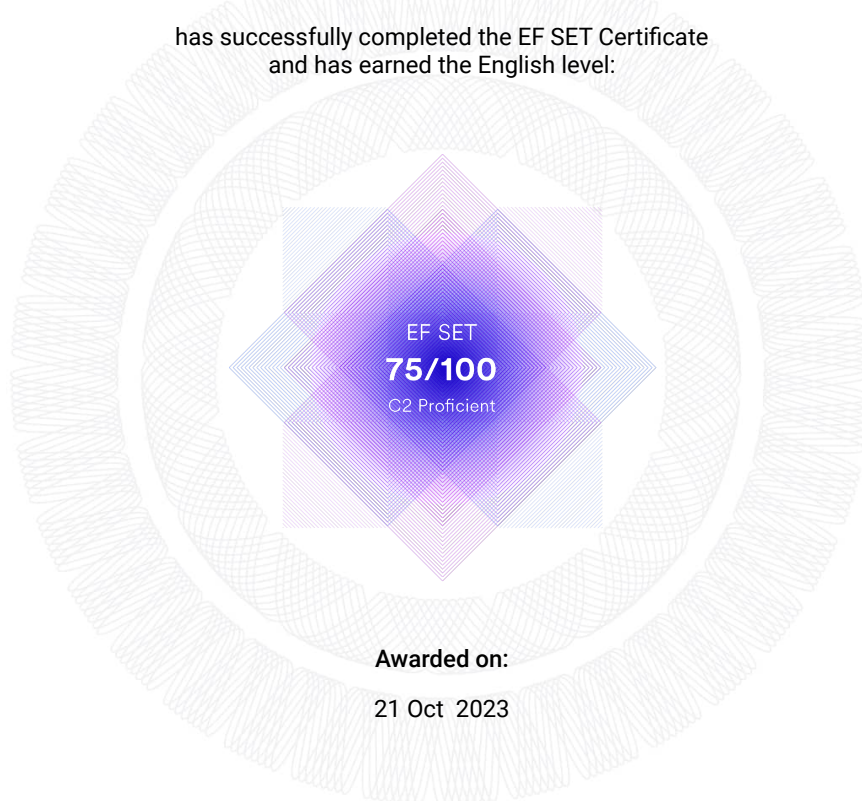 has successfully completed the EF SET Certificate
and has earned the English level:
EF SET
75/100
C2 Proficient
Awarded on:
21 Oct 2023